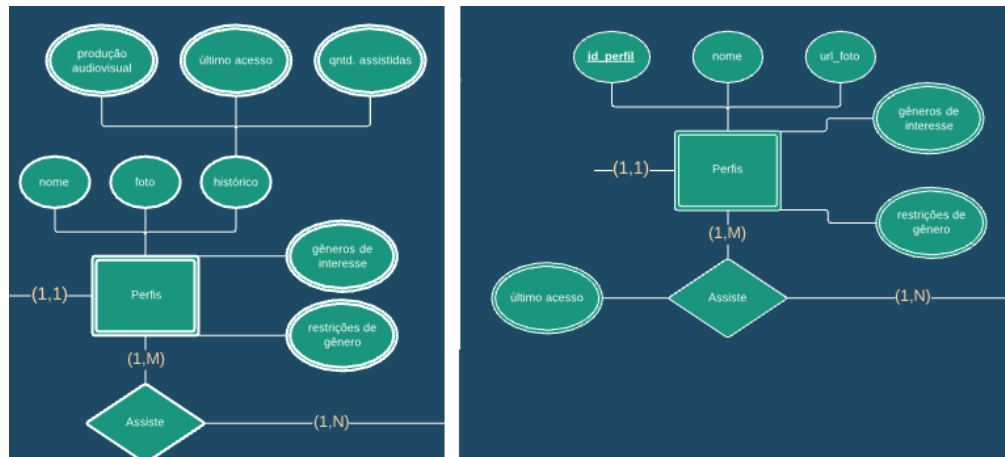 produção
audiovisual
último acesso
qntd. assistidas
nome
foto
histórico
gêneros de
interesse
(1,1)
Perfis
restrições de
gênero
(1,M)
Assiste
(1,N)
id_perfil
nome
url_foto
gêneros de
interesse
(1,1)
Perfis
restrições de
gênero
(1,M)
último acesso
Assiste
(1,N)